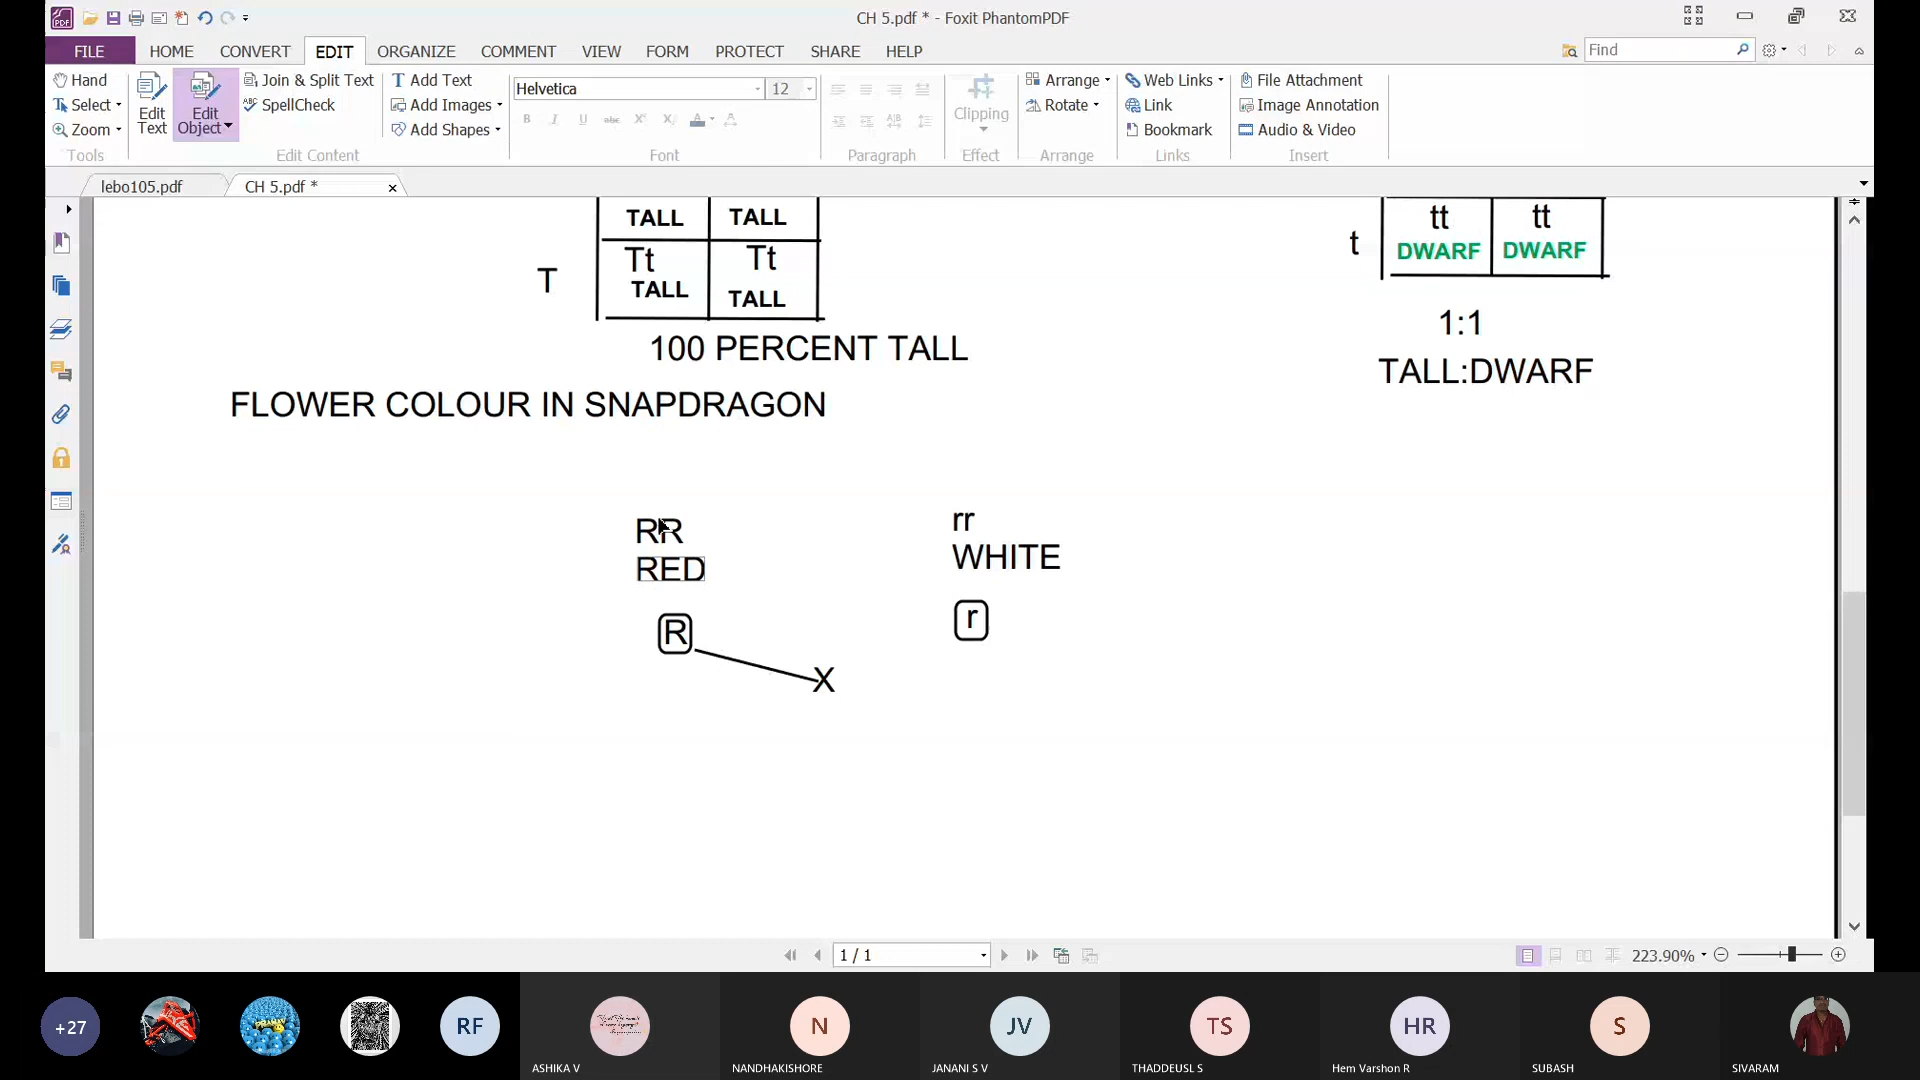 CH 5.pdf * - Foxit PhantomPDF
FILE HOME CONVERT EDIT ORGANIZE COMMENT VIEW FORM PROTECT SHARE HELP Find
Hand
Select
Zoom
Tools
Edit Text
Edit Object
Join & Split Text
SpellCheck
Edit Content
Add Text
Add Images
Add Shapes
Helvetica 12
Font
Paragraph
Clipping
Effect
Arrange
Rotate
Arrange
Web Links
Link
Bookmark
Links
File Attachment
Image Annotation
Audio & Video
Insert
lebo105.pdf CH 5.pdf *
TALL TALL
T Tt Tt
TALL TALL
100 PERCENT TALL
t tt tt
DWARF DWARF
1:1
TALL:DWARF
FLOWER COLOUR IN SNAPDRAGON
RR rr
RED WHITE
R r
X
1 / 1 223.90%
+27 RF N JV TS HR S
ASHIKA V NANDHAKISHORE JANANI S V THADDEUSL S Hem Varshon R SUBASH SIVARAM